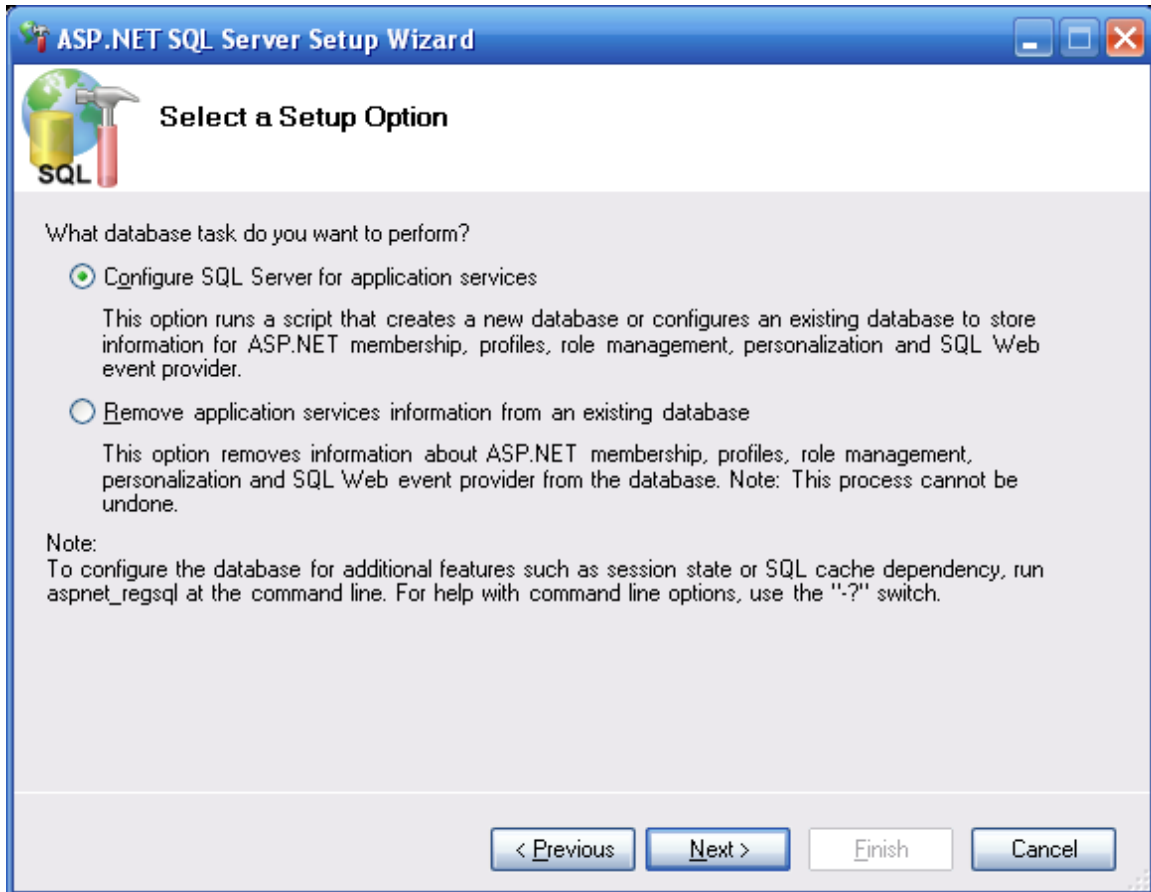 ASP.NET SQL Server Setup Wizard
Select a Setup Option
SQL
What database task do you want to perform?
Configure SQL Server for application services
This option runs a script that creates a new database or configures an existing database to store
information for ASP.NET membership, profiles, role management, personalization and SQL Web
event provider.
Remove application services information from an existing database
This option removes information about ASP.NET membership, profiles, role management,
personalization and SQL Web event provider from the database. Note: This process cannot be
undone.
Note:
To configure the database for additional features such as session state or SQL cache dependency, run
aspnet_regsql at the command line. For help with command line options, use the "-?" switch.
< Previous
Next >
Finish
Cancel